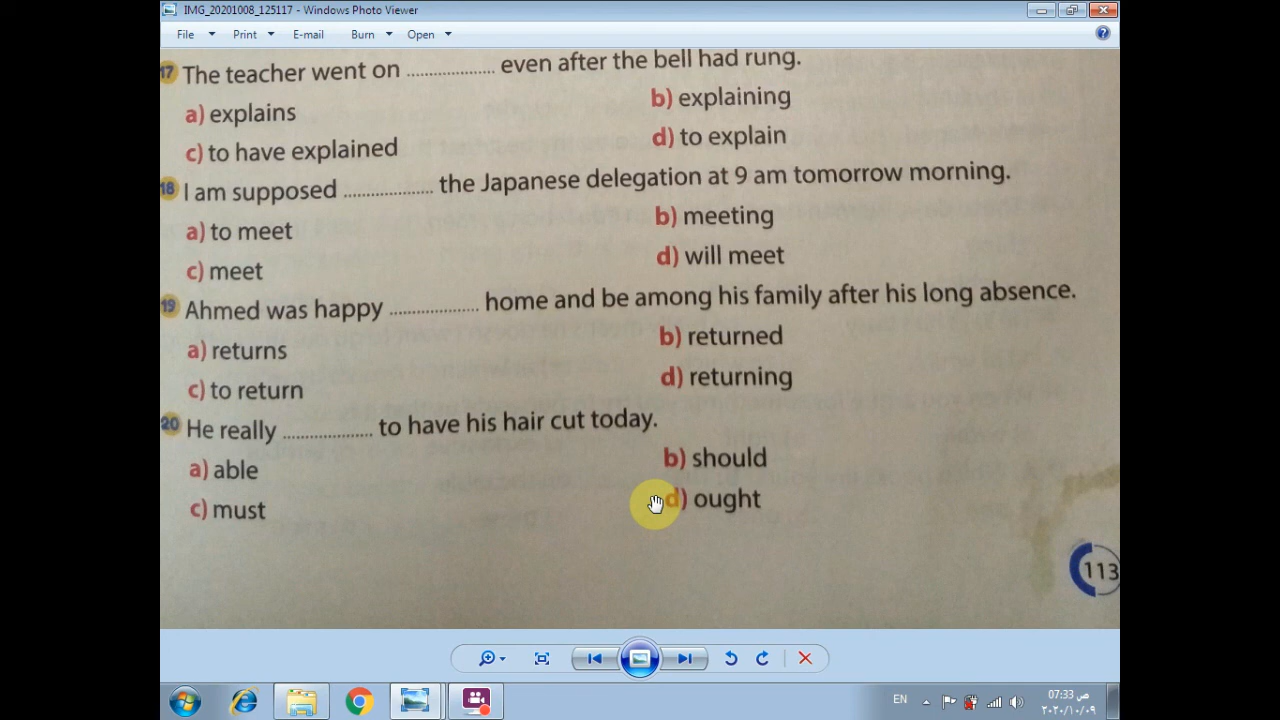 IMG_20201008_125117 - Windows Photo Viewer
File Print E-mail Burn Open
17 The teacher went on .................. even after the bell had rung.
a) explains b) explaining
c) to have explained d) to explain
18 I am supposed .................. the Japanese delegation at 9 am tomorrow morning.
a) to meet b) meeting
c) meet d) will meet
19 Ahmed was happy .................. home and be among his family after his long absence.
a) returns b) returned
c) to return d) returning
20 He really .................. to have his hair cut today.
a) able b) should
c) must d) ought
113
EN
07:33 ص
٢٠٢٠/١٠/٠٩